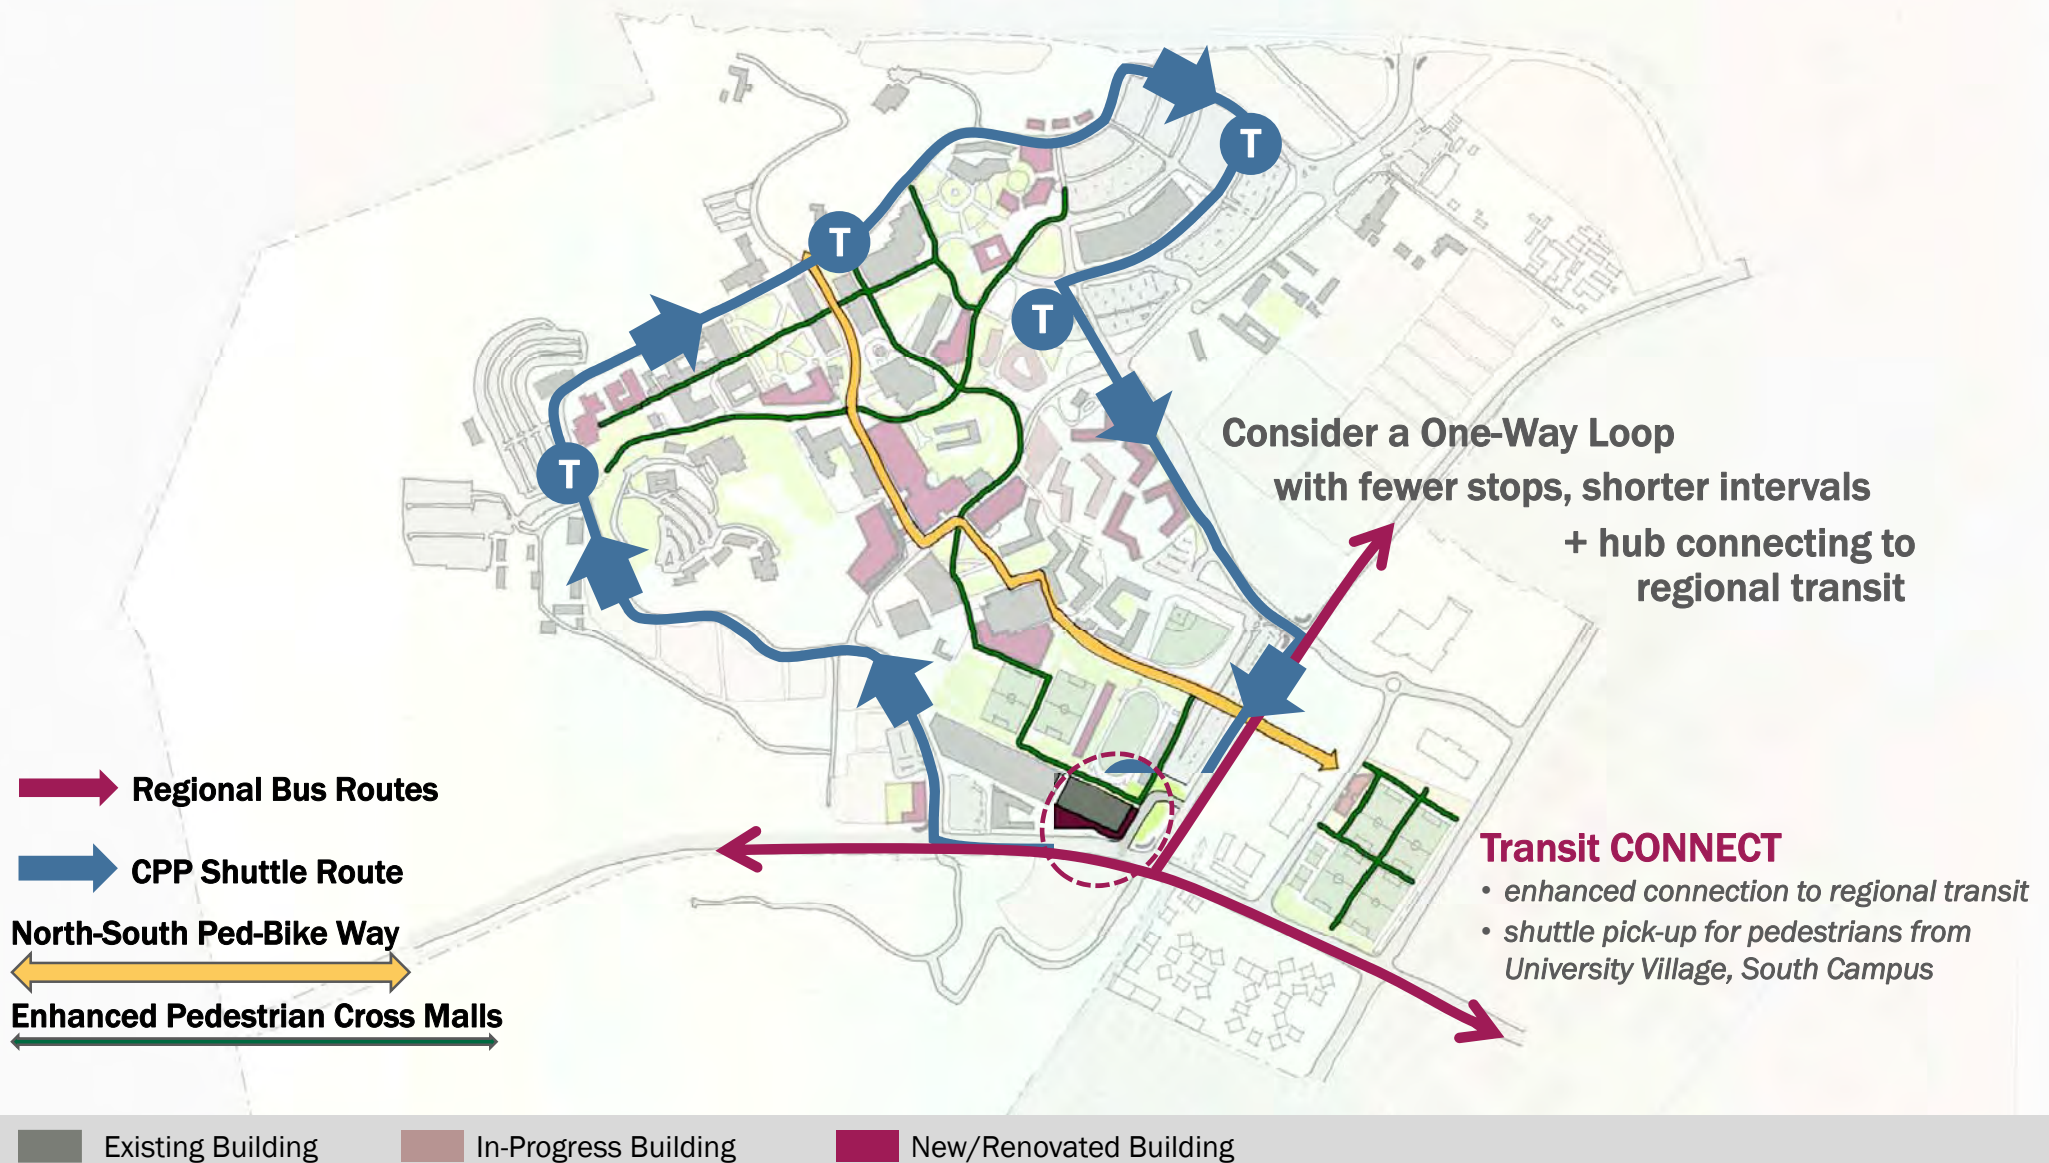 T
T
T
T
Consider a One-Way Loop
with fewer stops, shorter intervals
+ hub connecting to
regional transit
Regional Bus Routes
CPP Shuttle Route
North-South Ped-Bike Way
Enhanced Pedestrian Cross Malls
Transit CONNECT
• enhanced connection to regional transit
• shuttle pick-up for pedestrians from
University Village, South Campus
Existing Building
In-Progress Building
New/Renovated Building